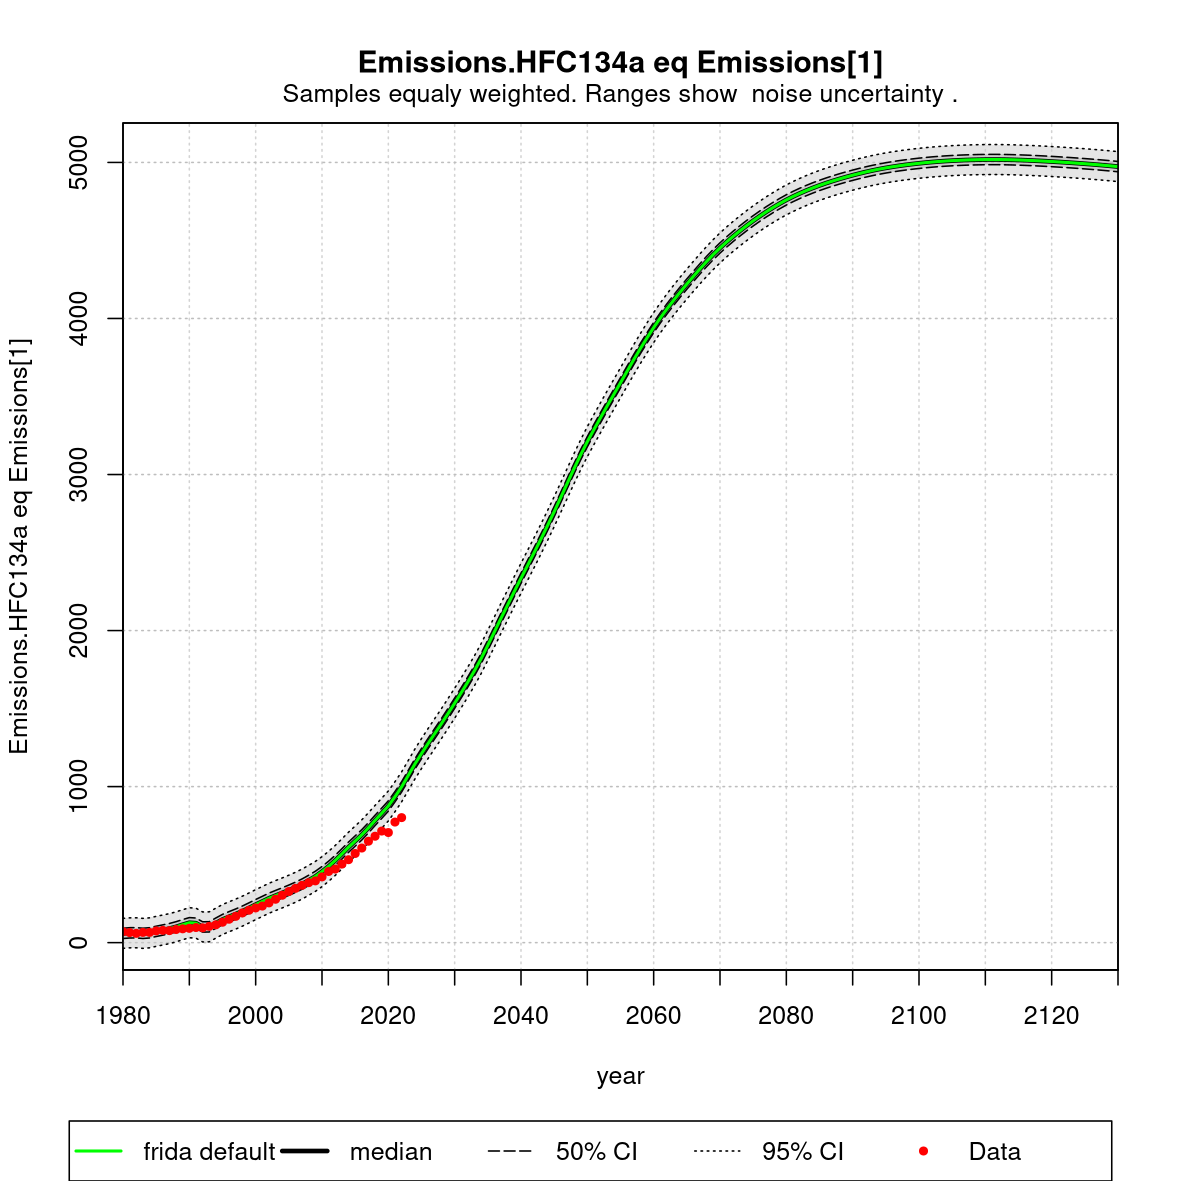 Emissions.HFC134a eq Emissions[1]
Samples equaly weighted. Ranges show  noise uncertainty .
Emissions.HFC134a eq Emissions[1]
5000
4000
3000
2000
1000
0
1980 2000 2020 2040 2060 2080 2100 2120
year
frida default median 50% CI 95% CI Data